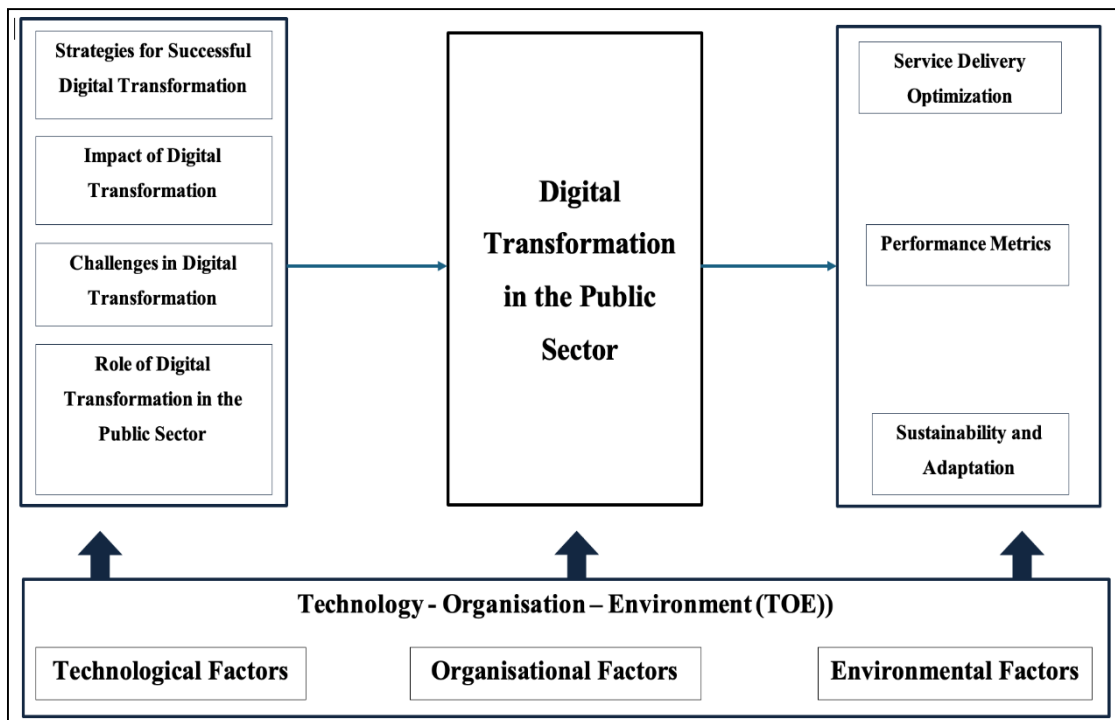 Strategies for Successful
Digital Transformation
Impact of Digital
Transformation
Challenges in Digital
Transformation
Role of Digital
Transformation in the
Public Sector
Digital
Transformation
in the Public
Sector
Service Delivery
Optimization
Performance Metrics
Sustainability and
Adaptation
Technology - Organisation – Environment (TOE))
Technological Factors
Organisational Factors
Environmental Factors